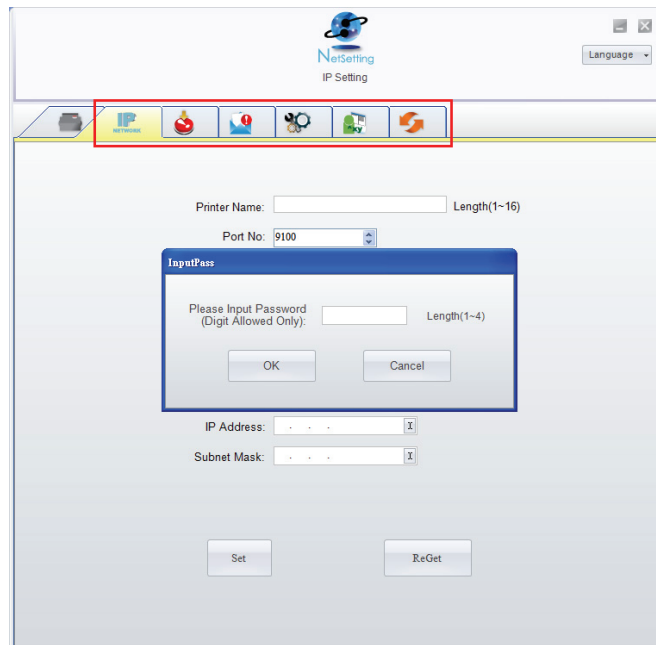 NetSetting
IP Setting
Language
IP
NETWORK
Printer Name:
Length(1~16)
Port No:
9100
InputPass
Please Input Password
(Digit Allowed Only):
Length(1~4)
OK
Cancel
IP Address:
. . .
Subnet Mask:
. . .
Set
ReGet